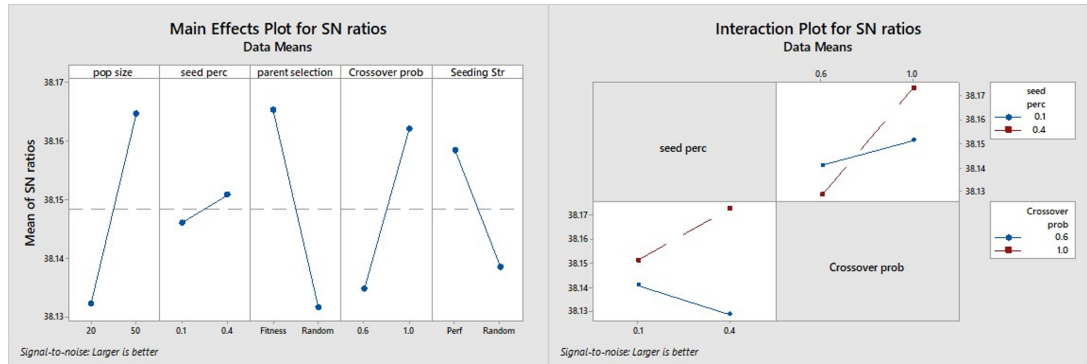 Main Effects Plot for SN ratios
Data Means
pop size seed perc parent selection Crossover prob Seeding Str
Mean of SN ratios
38.17
38.16
38.15
38.14
38.13
20 50 0.1 0.4 Fitness Random 0.6 1.0 Perf Random
Signal-to-noise: Larger is better
Interaction Plot for SN ratios
Data Means
0.6 1.0
seed perc
38.17
38.16
38.15
38.14
38.13
seed
perc
0.1
0.4
38.17
38.16
38.15
38.14
38.13
Crossover prob
Crossover
prob
0.6
1.0
0.1 0.4
Signal-to-noise: Larger is better